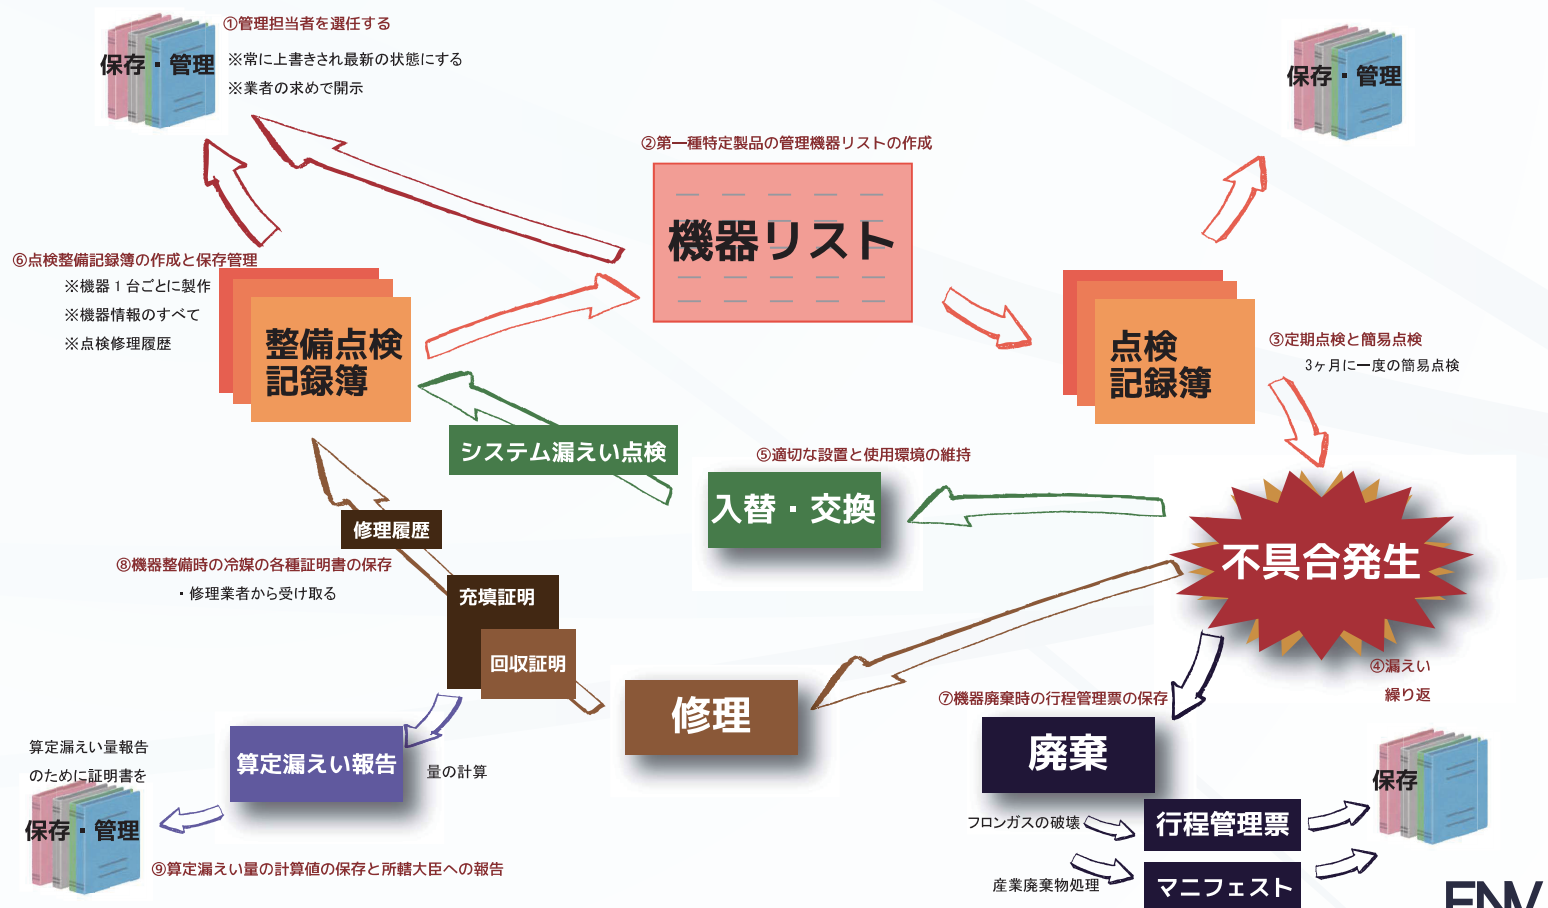 ①管理担当者を選任する
保存・管理
※常に上書きされ最新の状態にする
※業者の求めで開示
保存・管理
②第一種特定製品の管理機器リストの作成
機器リスト
⑥点検整備記録簿の作成と保存管理
※機器1台ごとに製作
※機器情報のすべて
※点検修理履歴
整備点検
記録簿
点検
記録簿
③定期点検と簡易点検
3ヶ月に一度の簡易点検
システム漏えい点検
⑤適切な設置と使用環境の維持
入替・交換
修理履歴
不具合発生
⑧機器整備時の冷媒の各種証明書の保存
・修理業者から受け取る
充填証明
回収証明
④漏えい
繰り返
修理
⑦機器廃棄時の行程管理票の保存
廃棄
算定漏えい量報告
のために証明書を
保存・管理
算定漏えい報告
量の計算
保存
フロンガスの破壊
行程管理票
⑨算定漏えい量の計算値の保存と所轄大臣への報告
産業廃棄物処理
マニフェスト
ENV